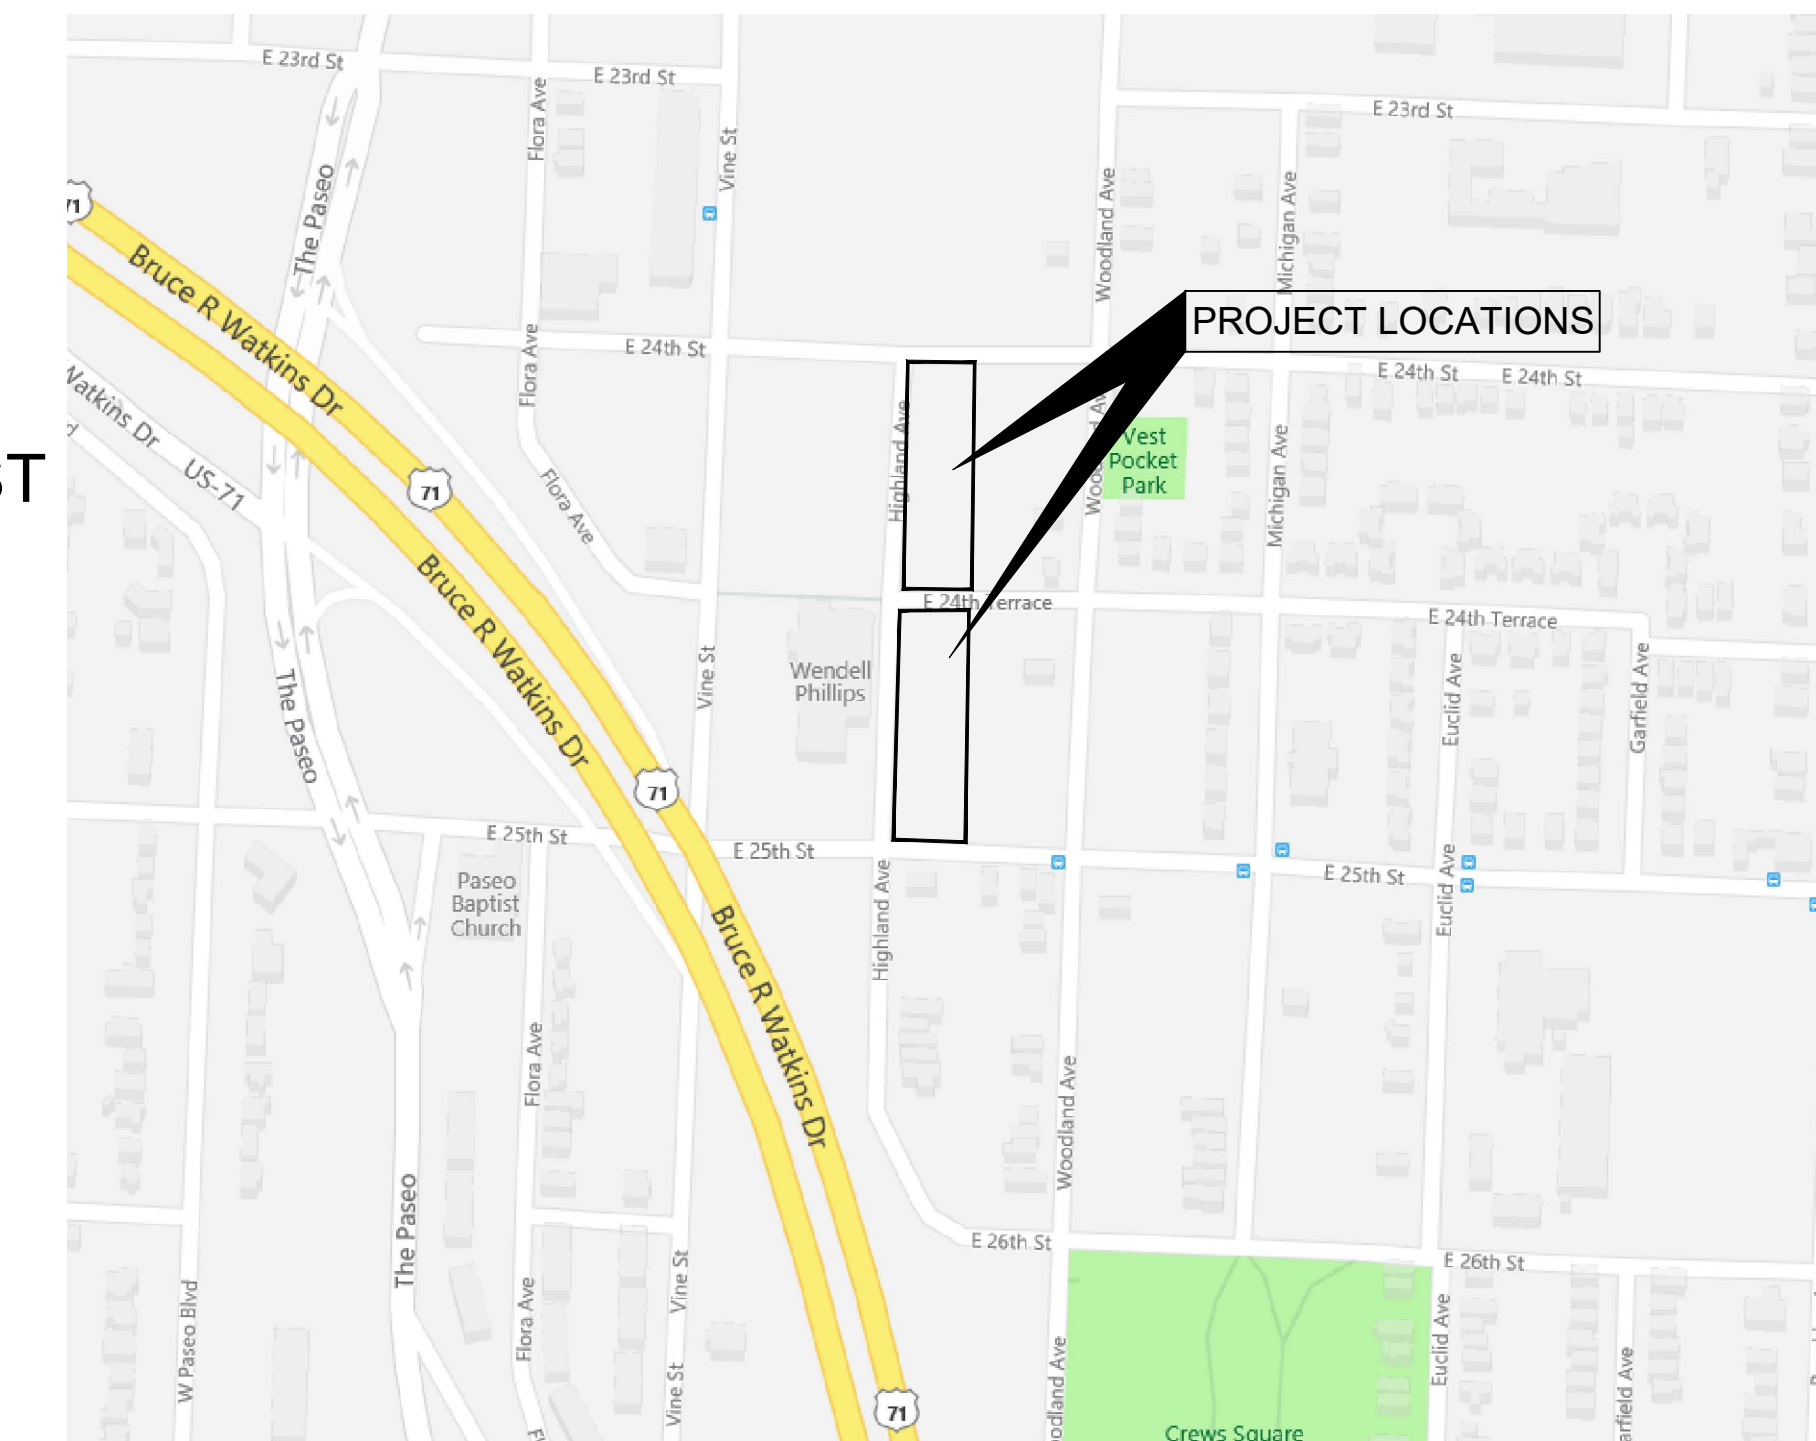 E 23rd St
E 23rd St
E 23rd St
Flora Ave
Vine St
The Paseo
Woodland Ave
Michigan Ave
71
Bruce R Watkins Dr
PROJECT LOCATIONS
E 24th St
E 24th St
E 24th St
Flora Ave
Watkins Dr
US-71
ST
Highland Ave
Vest
Pocket
Park
Michigan Ave
71
Flora Ave
Bruce R Watkins Dr
E 24th Terrace
E 24th Terrace
The Paseo
Vine St
Wendell
Phillips
Euclid Ave
Garfield Ave
71
E 25th St
E 25th St
E 25th St
Paseo
Baptist
Church
Highland Ave
Euclid Ave
Bruce R Watkins Dr
Flora Ave
Woodland Ave
The Paseo
E 26th St
E 26th St
W Paseo Blvd
Flora Ave
Vine St
Vine St
Euclid Ave
71
Crews Square